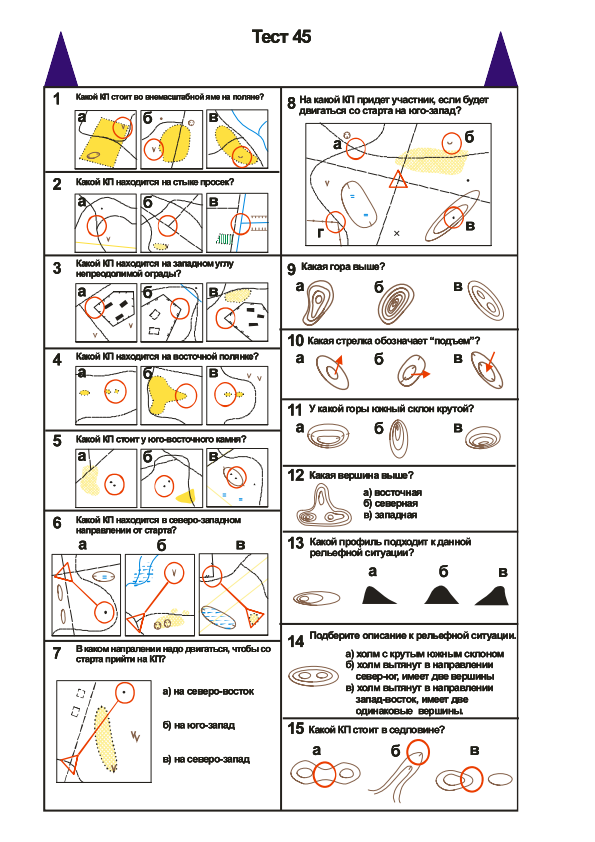 Тест 45
1 Какой КП стоит во внемасштабной яме на поляне?
а б в
2 Какой КП находится на стыке просек?
а б в
3 Какой КП находится на западном углу
непреодолимой ограды?
а б в
4 Какой КП находится на восточной полянке?
а б в
5 Какой КП стоит у юго-восточного камня?
а б в
6 Какой КП находится в северо-западном
направлении от старта?
а б в
7 В каком направлении надо двигаться, чтобы со
старта прийти на КП?
а) на северо-восток
б) на юго-запад
в) на северо-запад
8 На какой КП придет участник, если будет
двигаться со старта на юго-запад?
а б
г в
9 Какая гора выше?
а б в
10 Какая стрелка обозначает “подъем”?
а б в
11 У какой горы южный склон крутой?
а б в
12 Какая вершина выше?
а) восточная
б) северная
в) западная
13 Какой профиль подходит к данной
рельефной ситуации?
а б в
14 Подберите описание к рельефной ситуации.
а) холм с крутым южным склоном
б) холм вытянут в направлении
север-юг, имеет две вершины
в) холм вытянут в направлении
запад-восток, имеет две
одинаковые вершины.
15 Какой КП стоит в седловине?
а б в